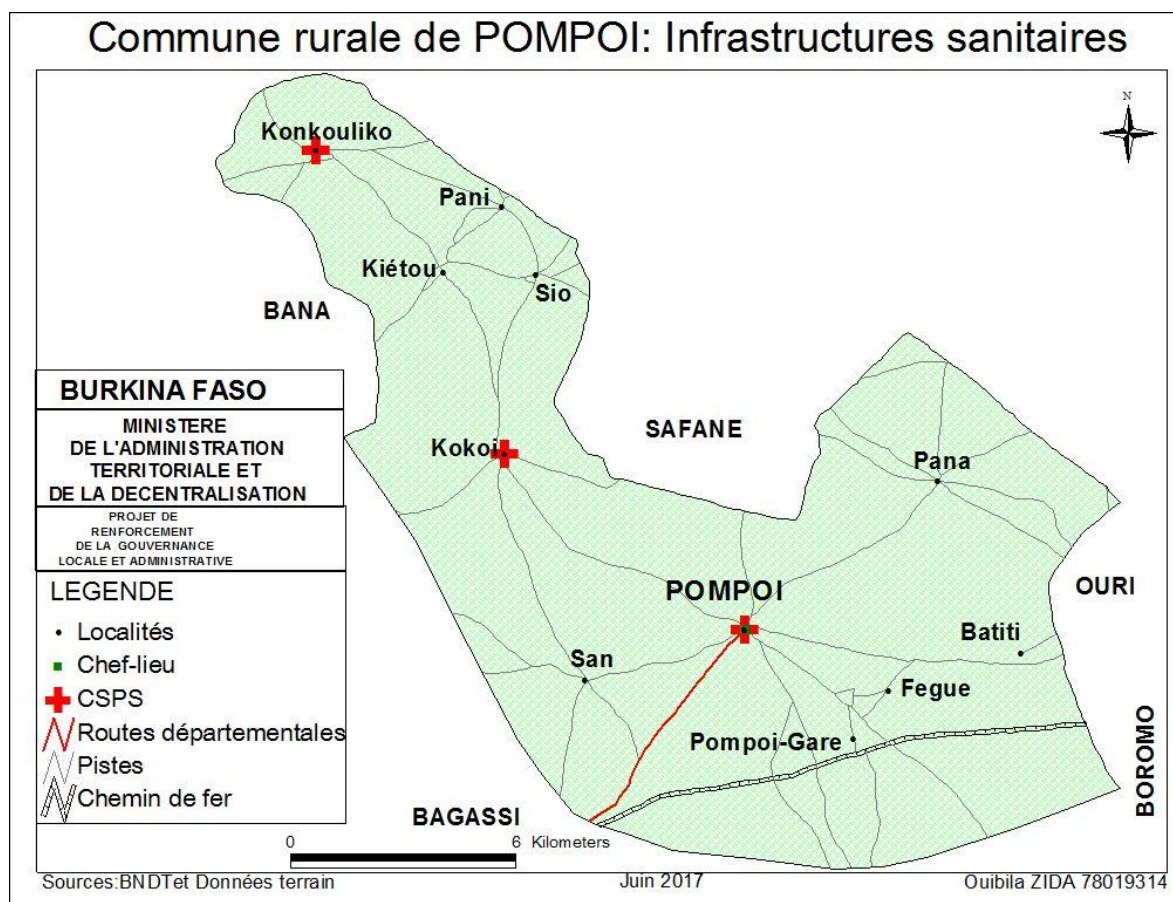 Commune rurale de POMPOI: Infrastructures sanitaires
N
Konkouliko
Pani
Kiétou
Sio
BANA
BURKINA FASO
MINISTERE
DE L'ADMINISTRATION
TERRITORIALE ET
DE LA DECENTRALISATION
PROJET DE
RENFORCEMENT
DE LA GOUVERNANCE
LOCALE ET ADMINISTRATIVE
SAFANE
Kokoi
Pana
POMPOI
OURI
Batiti
San
Fegue
Pompoi-Gare
BOROMO
BAGASSI
LEGENDE
Localités
Chef-lieu
CSPS
Routes départementales
Pistes
Chemin de fer
0 6 Kilometers
Sources:BNDTet Données terrain
Juin 2017
Ouibila ZIDA 78019314